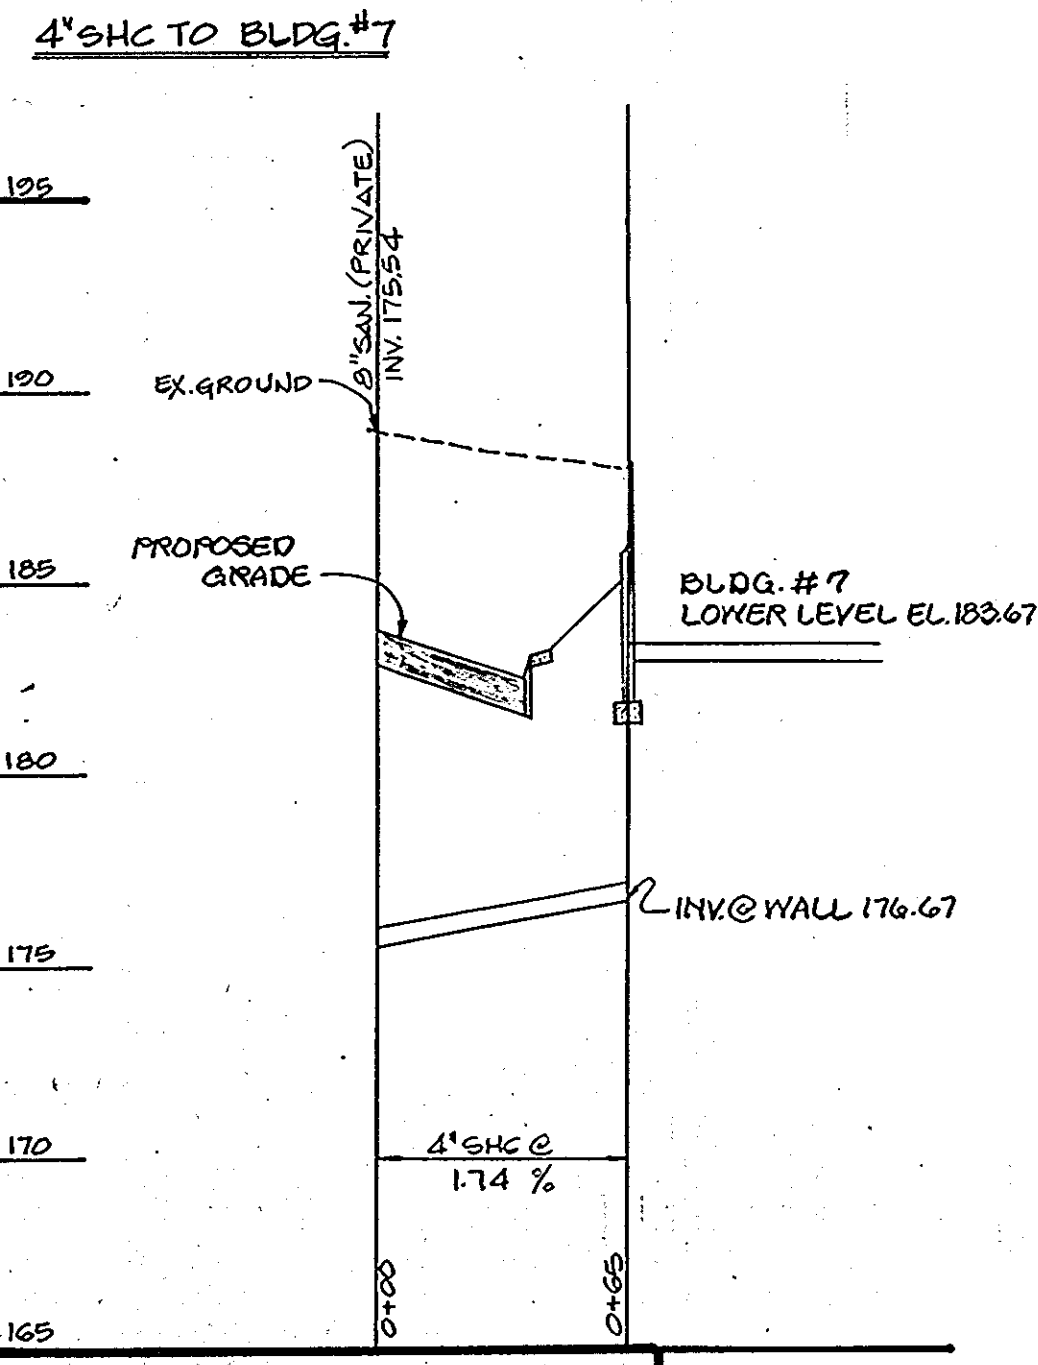 4" SHC TO BLDG. #7
195
8" SAN. (PRIVATE)
INV. 175.54
190
EX. GROUND
PROPOSED
GRADE
185
BLDG. #7
LOWER LEVEL EL. 183.67
180
INV. @ WALL 176.67
175
170
4" SHC @
1.74 %
0+00
0+65
165